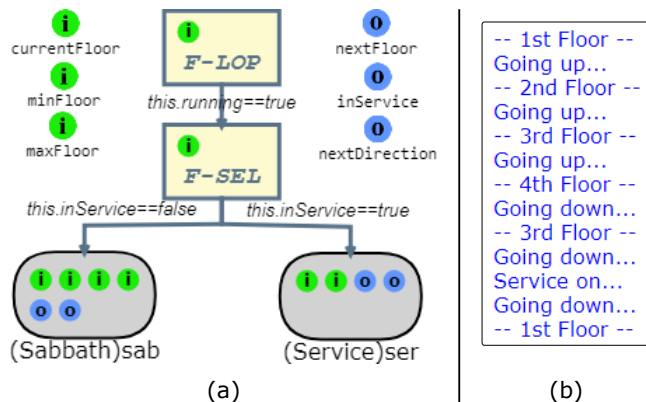 i i o
currentFloor F-LOP nextFloor
i this.running==true o
minFloor inService
i i o
maxFloor F-SEL nextDirection
this.inService==false this.inService==true
i i i i i i o o
o o
(Sabbath)sab (Service)ser
(a)
-- 1st Floor --
Going up...
-- 2nd Floor --
Going up...
-- 3rd Floor --
Going up...
-- 4th Floor --
Going down...
-- 3rd Floor --
Going down...
Service on...
Going down...
-- 1st Floor --
(b)